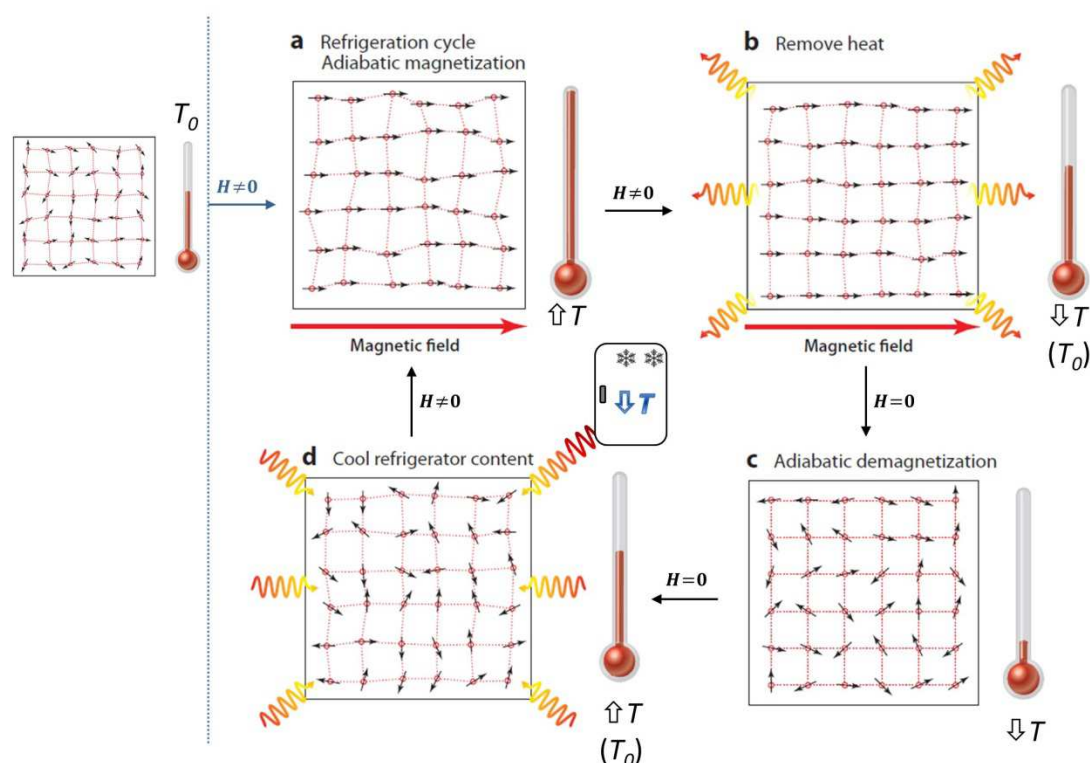 T₀
H≠0
a Refrigeration cycle
Adiabatic magnetization
⇧ T
Magnetic field
H≠0
b Remove heat
⇩ T
(T₀)
Magnetic field
H=0
c Adiabatic demagnetization
⇩ T
H=0
d Cool refrigerator content
⇧ T
(T₀)
H≠0
⇩ T